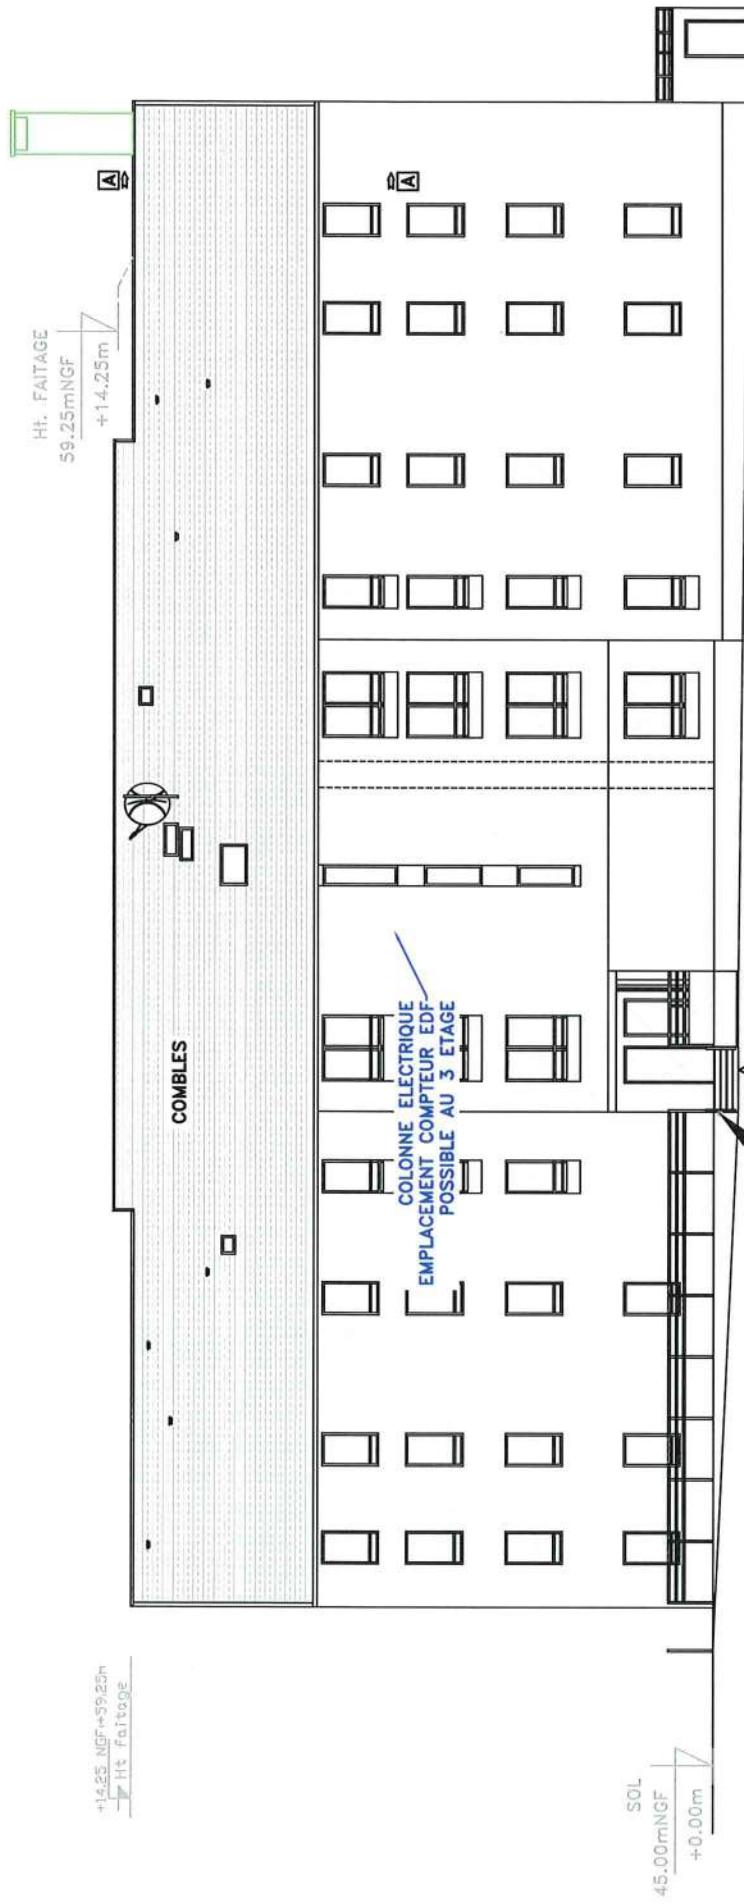 +14.25 NGF:+59.25m
Ht faîtage
Ht. FAITAGE
59.25mNGF
+14.25m
A
COMBLES
A
COLONNE ELECTRIQUE
EMPLACEMENT COMPTEUR EDF
POSSIBLE AU 3 ETAGE
SOL
45.00mNGF
+0.00m